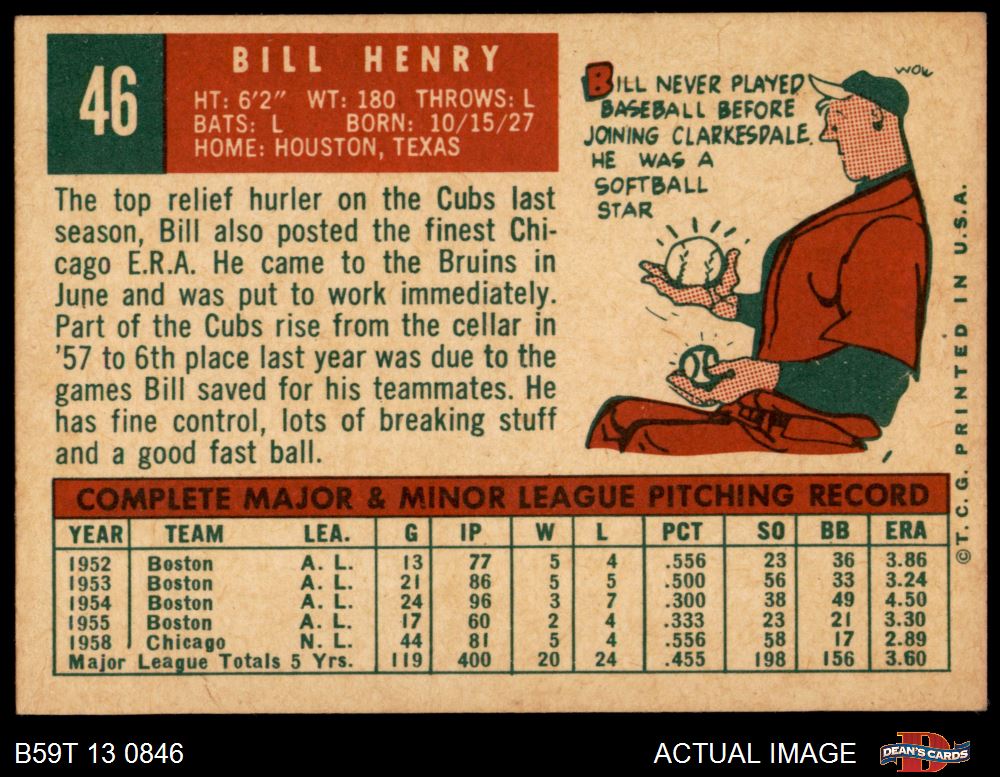 46
BILL HENRY
HT: 6'2" WT: 180 THROWS: L
BATS: L BORN: 10/15/27
HOME: HOUSTON, TEXAS
The top relief hurler on the Cubs last
season, Bill also posted the finest Chi-
cago E.R.A. He came to the Bruins in
June and was put to work immediately.
Part of the Cubs rise from the cellar in
'57 to 6th place last year was due to the
games Bill saved for his teammates. He
has fine control, lots of breaking stuff
and a good fast ball.
BILL NEVER PLAYED
BASEBALL BEFORE
JOINING CLARKESDALE.
HE WAS A
SOFTBALL
STAR
WOW
© T. C. G. PRINTED IN U.S.A.
COMPLETE MAJOR & MINOR LEAGUE PITCHING RECORD
YEAR TEAM LEA. G IP W L PCT SO BB ERA
1952 Boston A. L. 13 77 5 4 .556 23 36 3.86
1953 Boston A. L. 21 86 5 5 .500 56 33 3.24
1954 Boston A. L. 24 96 3 7 .300 38 49 4.50
1955 Boston A. L. 17 60 2 4 .333 23 21 3.30
1958 Chicago N. L. 44 81 5 4 .556 58 17 2.89
Major League Totals 5 Yrs. 119 400 20 24 .455 198 156 3.60
B59T 13 0846
ACTUAL IMAGE
D
DEAN'S CARDS